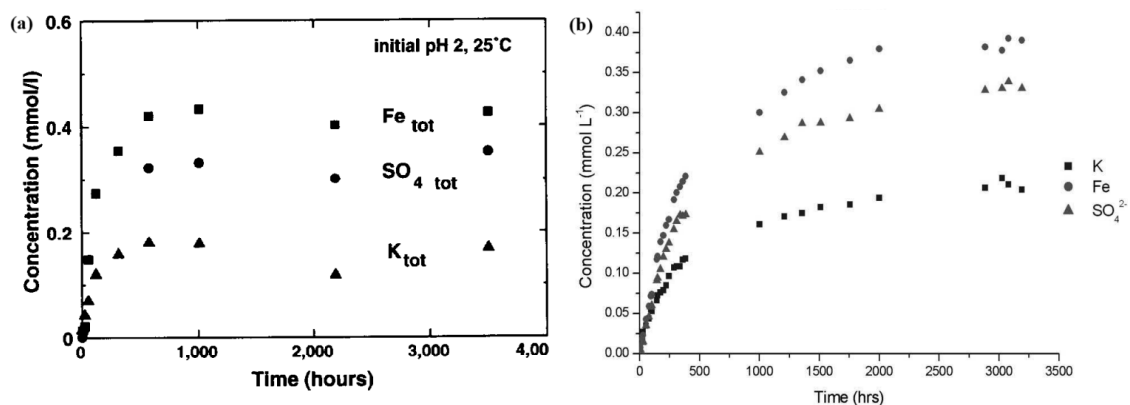 (a)
initial pH 2, 25°C
Fe tot
SO4 tot
K tot
Concentration (mmol/l)
0.6
0.4
0.2
0
0
1,000
2,000
3,000
4,00
Time (hours)
(b)
Concentration (mmol L-1)
0.40
0.35
0.30
0.25
0.20
0.15
0.10
0.05
0.00
K
Fe
SO42-
0
500
1000
1500
2000
2500
3000
3500
Time (hrs)